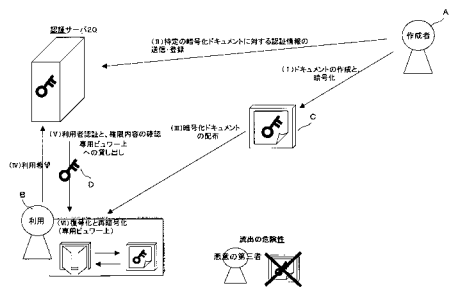 A
認証サーバ20
作成者
(Ⅱ)特定の暗号化ドキュメントに対する認証情報の
送信・登録
(Ⅰ)ドキュメントの作成と、
暗号化
(Ⅴ)利用者認証と、権限内容の確認
専用ビュワー上
への貸し出し
(Ⅲ)暗号化ドキュメント
の配布
C
(Ⅳ)利用希望
D
B
利用
(Ⅵ)復号化と再暗号化
(専用ビュワー上)
流出の危険性
悪意の第三者